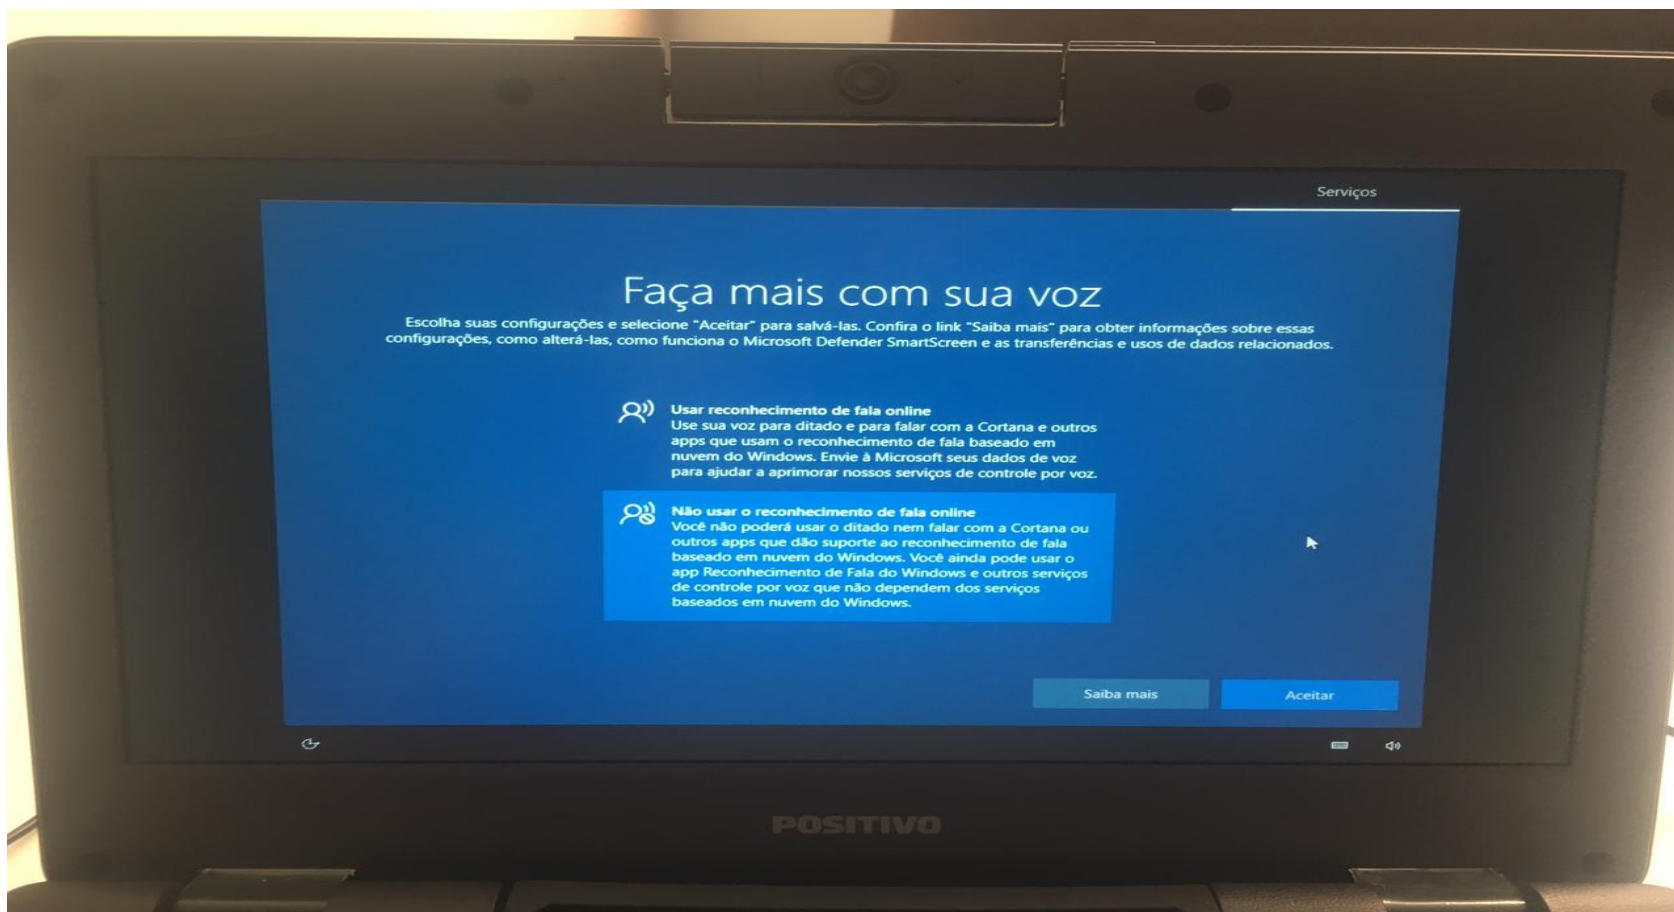 Serviços
Faça mais com sua voz
Escolha suas configurações e selecione "Aceitar" para salvá-las. Confira o link "Saiba mais" para obter informações sobre essas
configurações, como alterá-las, como funciona o Microsoft Defender SmartScreen e as transferências e usos de dados relacionados.
Usar reconhecimento de fala online
Use sua voz para ditado e para falar com a Cortana e outros
apps que usam o reconhecimento de fala baseado em
nuvem do Windows. Envie à Microsoft seus dados de voz
para ajudar a aprimorar nossos serviços de controle por voz.
Não usar o reconhecimento de fala online
Você não poderá usar o ditado nem falar com a Cortana ou
outros apps que dão suporte ao reconhecimento de fala
baseado em nuvem do Windows. Você ainda pode usar o
app Reconhecimento de Fala do Windows e outros serviços
de controle por voz que não dependem dos serviços
baseados em nuvem do Windows.
Saiba mais
Aceitar
POSITIVO